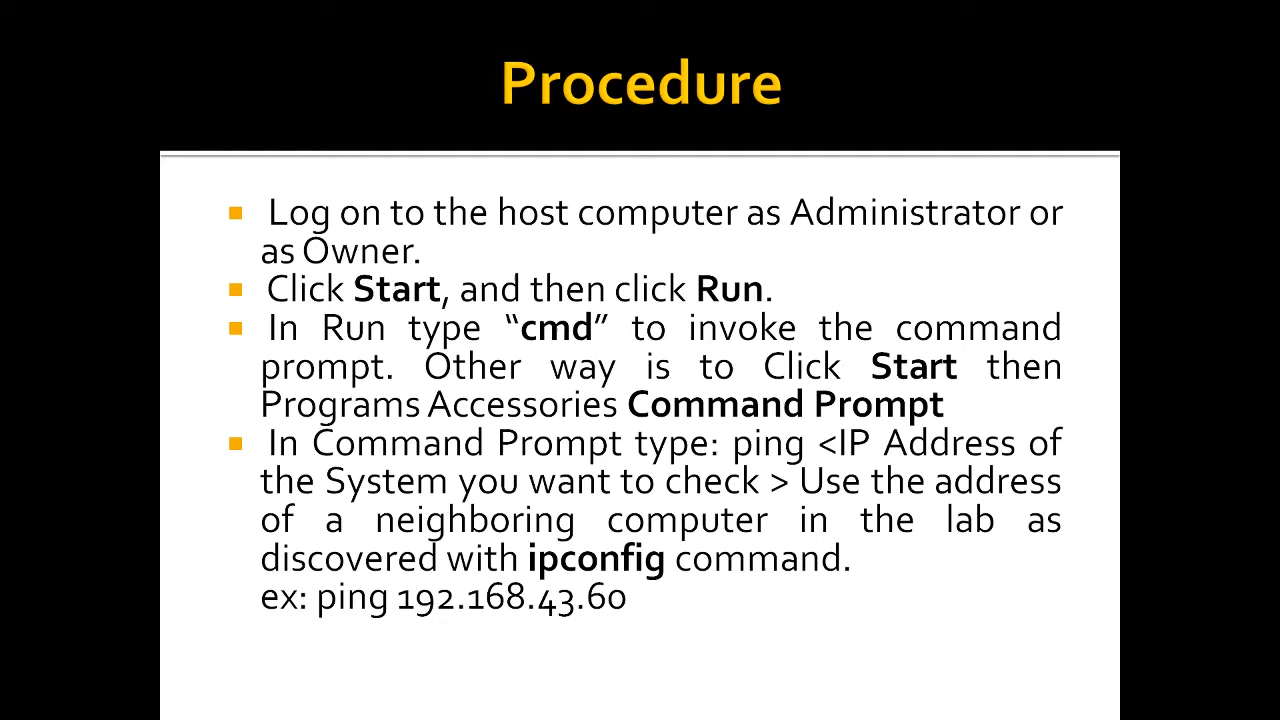 Procedure
Log on to the host computer as Administrator or
as Owner.
Click Start, and then click Run.
In Run type “cmd” to invoke the command
prompt. Other way is to Click Start then
Programs Accessories Command Prompt
In Command Prompt type: ping <IP Address of
the System you want to check > Use the address
of a neighboring computer in the lab as
discovered with ipconfig command.
ex: ping 192.168.43.60